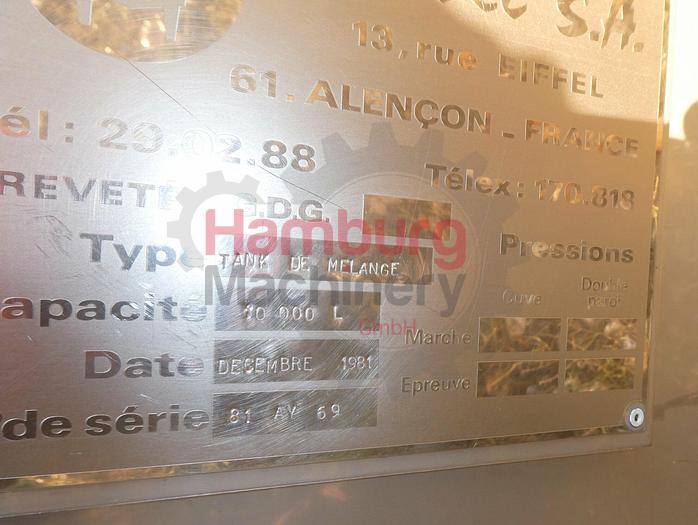 S.A.
13, rue EIFFEL
61. ALENÇON - FRANCE
él: 29.02.88
Télex: 170.818
REVETÉ S.D.G.
Type TANK DE MELANGE
Pressions
apacité 10 000 L
Cuve
Double paroi
Marche
Date DECEMBRE 1981
Epreuve
de série 81 AY 69
Hamburg
Machinery
GmbH